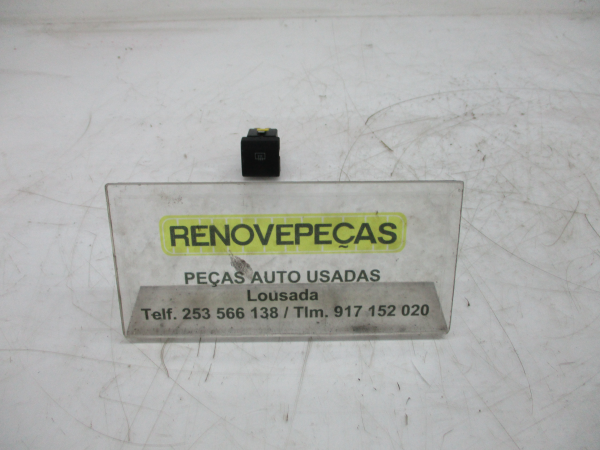 RENOVEPEÇAS
PEÇAS AUTO USADAS
Lousada
Telf. 253 566 138 / Tlm. 917 152 020